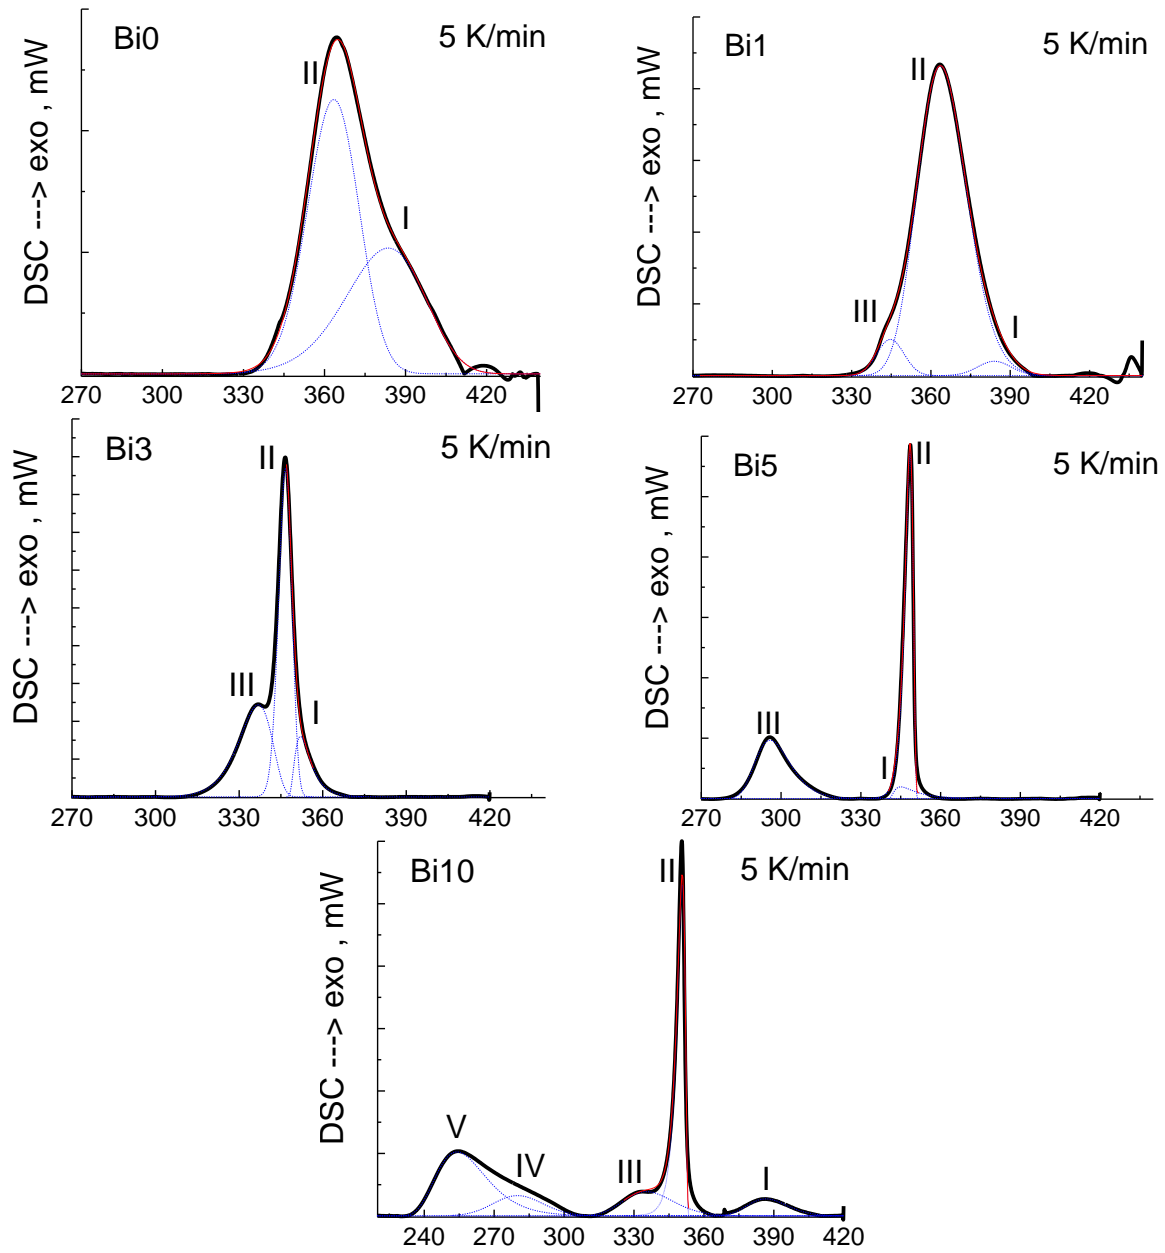 Bi0
5 K/min
II
I
DSC ---> exo , mW
270 300 330 360 390 420
Bi1
5 K/min
II
III
I
DSC ---> exo , mW
270 300 330 360 390 420
Bi3
5 K/min
II
III
I
DSC ---> exo , mW
270 300 330 360 390 420
Bi5
5 K/min
II
III
I
DSC ---> exo , mW
270 300 330 360 390 420
Bi10
5 K/min
II
V
IV
III
I
DSC ---> exo , mW
240 270 300 330 360 390 420